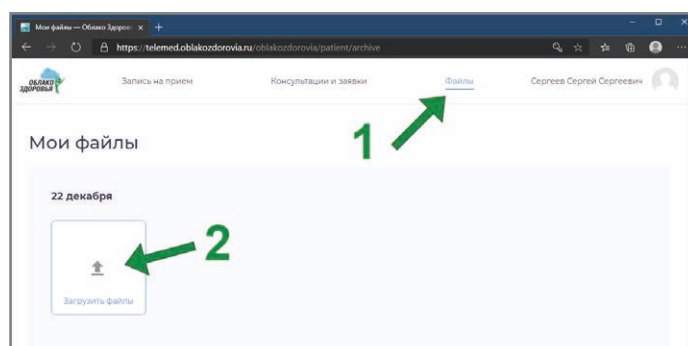 Мои файлы — Облако Здоров
https://telemed.oblakozdorovia.ru/oblakozdorovia/patient/archive
ОБЛАКО
ЗДОРОВЬЯ
Запись на прием
Консультации и заявки
Файлы
Сергеев Сергей Сергеевич
1
Мои файлы
22 декабря
2
Загрузить файлы